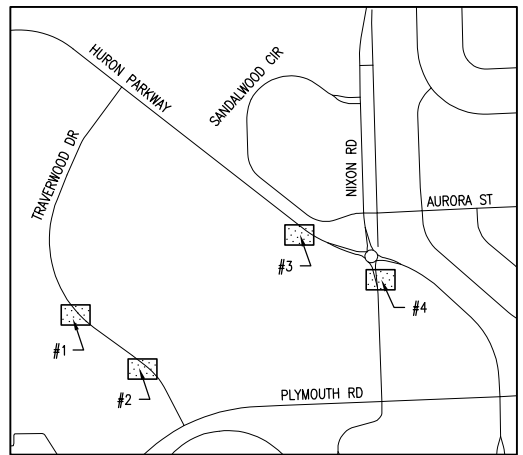 HURON PARKWAY
SANDALWOOD CIR
TRAVERWOOD DR
NIXON RD
AURORA ST
#3
#4
#1
#2
PLYMOUTH RD